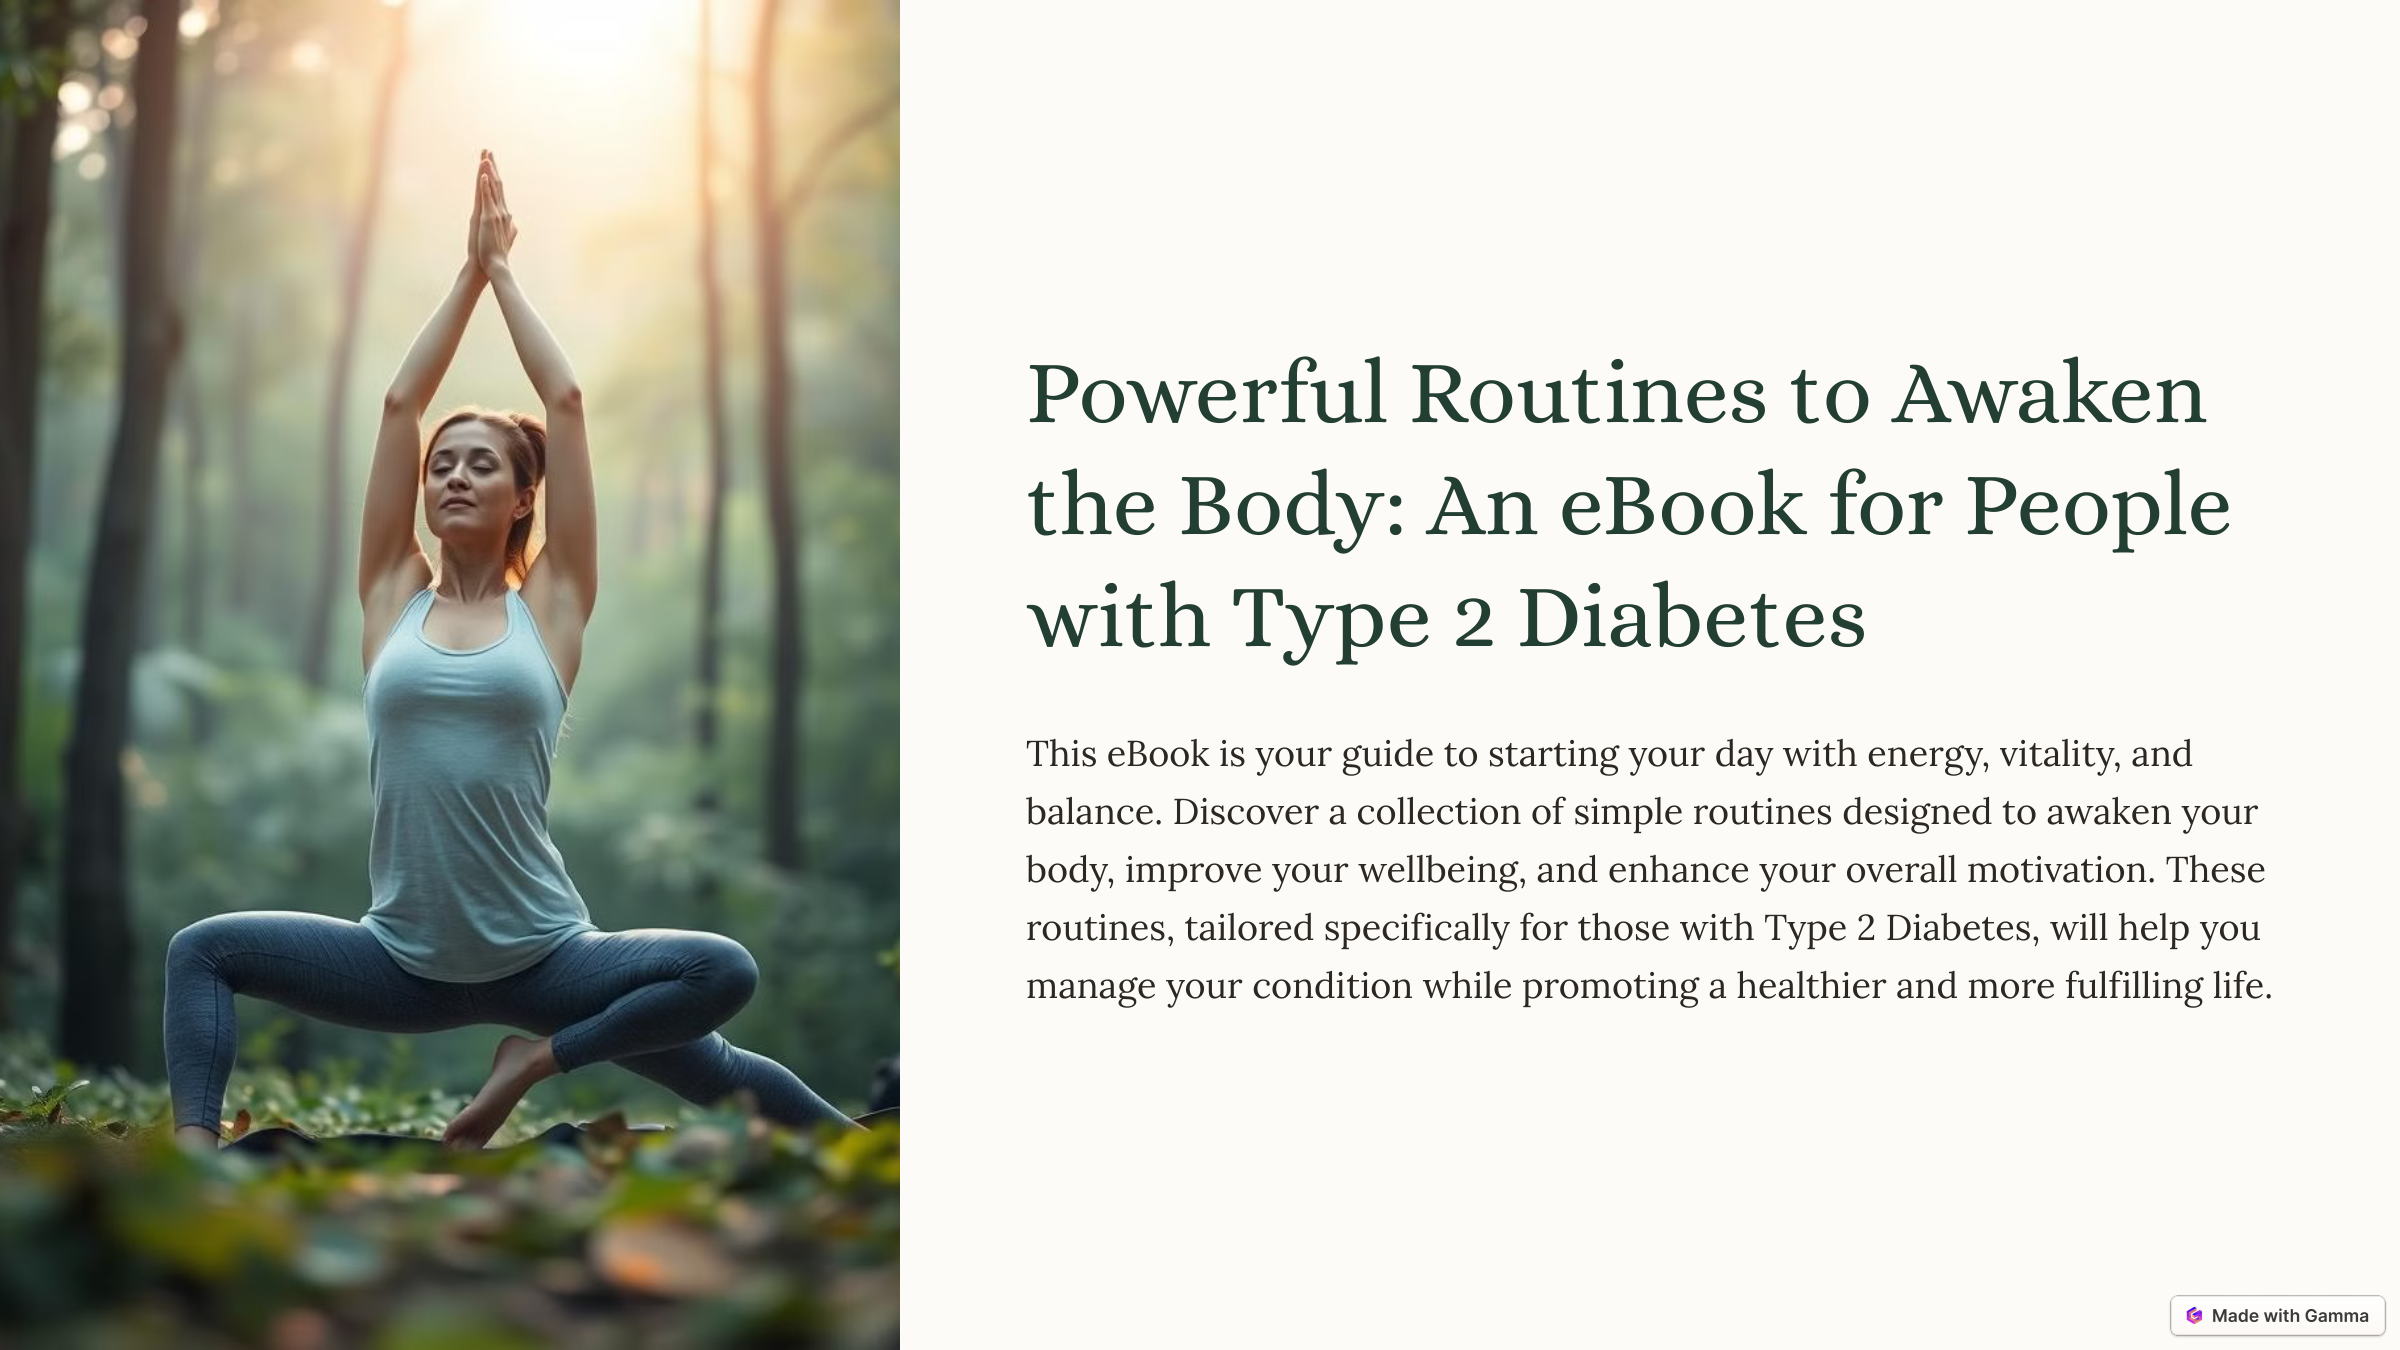 Powerful Routines to Awaken
the Body: An eBook for People
with Type 2 Diabetes
This eBook is your guide to starting your day with energy, vitality, and
balance. Discover a collection of simple routines designed to awaken your
body, improve your wellbeing, and enhance your overall motivation. These
routines, tailored specifically for those with Type 2 Diabetes, will help you
manage your condition while promoting a healthier and more fulfilling life.
Made with Gamma